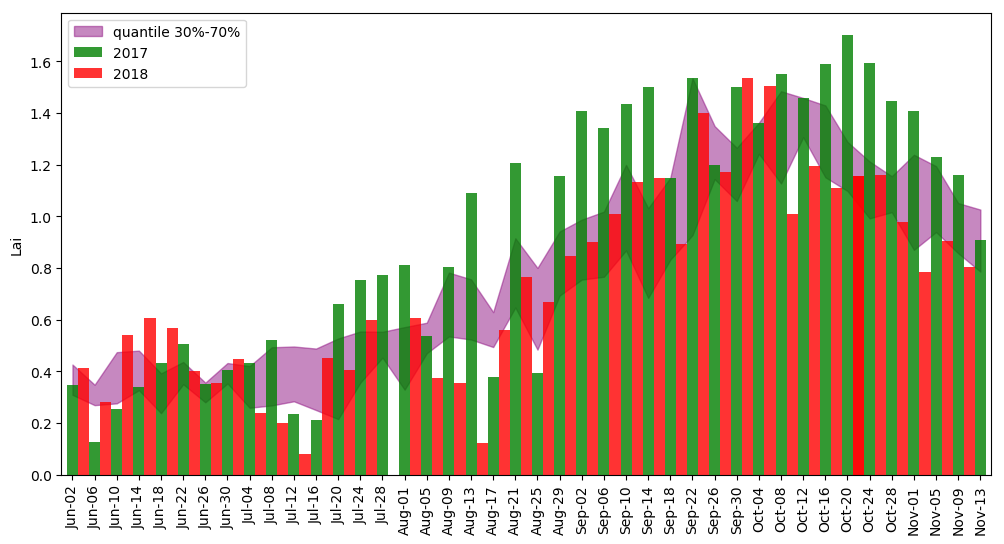 quantile 30%-70%
2017
2018
Lai
1.6
1.4
1.2
1.0
0.8
0.6
0.4
0.2
0.0
Jun-02
Jun-06
Jun-10
Jun-14
Jun-18
Jun-22
Jun-26
Jun-30
Jul-04
Jul-08
Jul-12
Jul-16
Jul-20
Jul-24
Jul-28
Aug-01
Aug-05
Aug-09
Aug-13
Aug-17
Aug-21
Aug-25
Aug-29
Sep-02
Sep-06
Sep-10
Sep-14
Sep-18
Sep-22
Sep-26
Sep-30
Oct-04
Oct-08
Oct-12
Oct-16
Oct-20
Oct-24
Oct-28
Nov-01
Nov-05
Nov-09
Nov-13